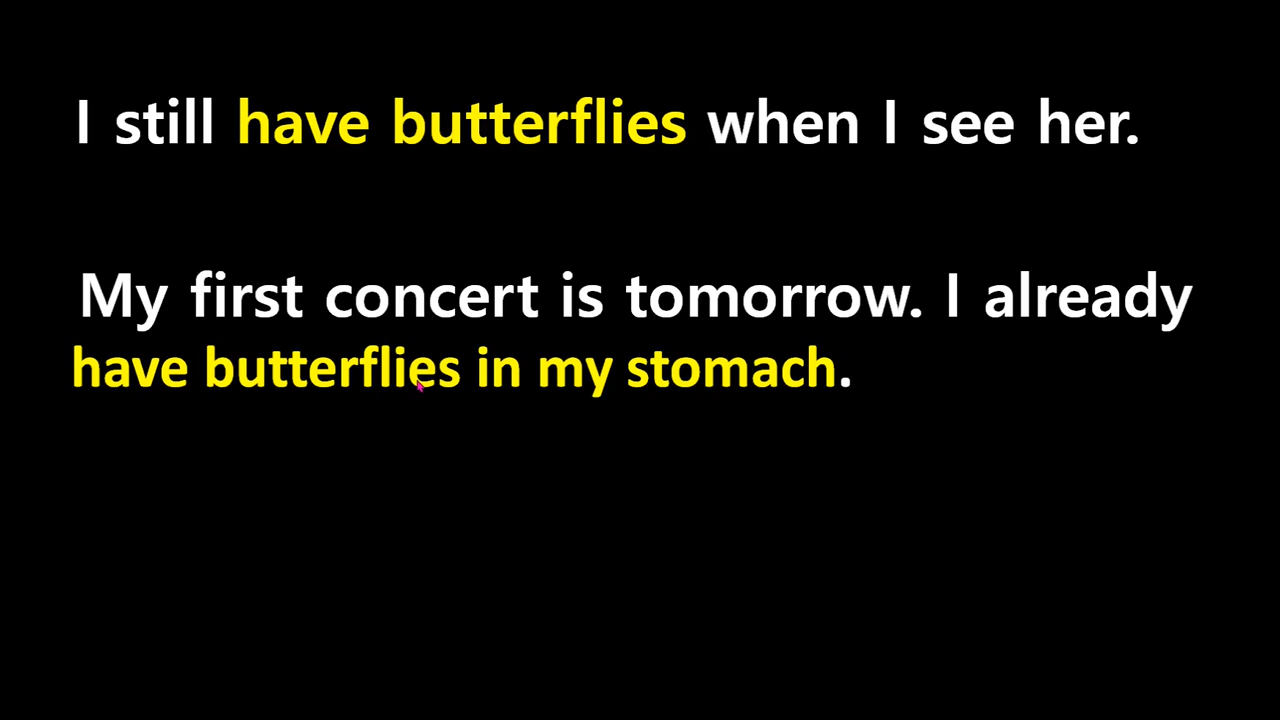 I still have butterflies when I see her.
My first concert is tomorrow. I already
have butterflies in my stomach.